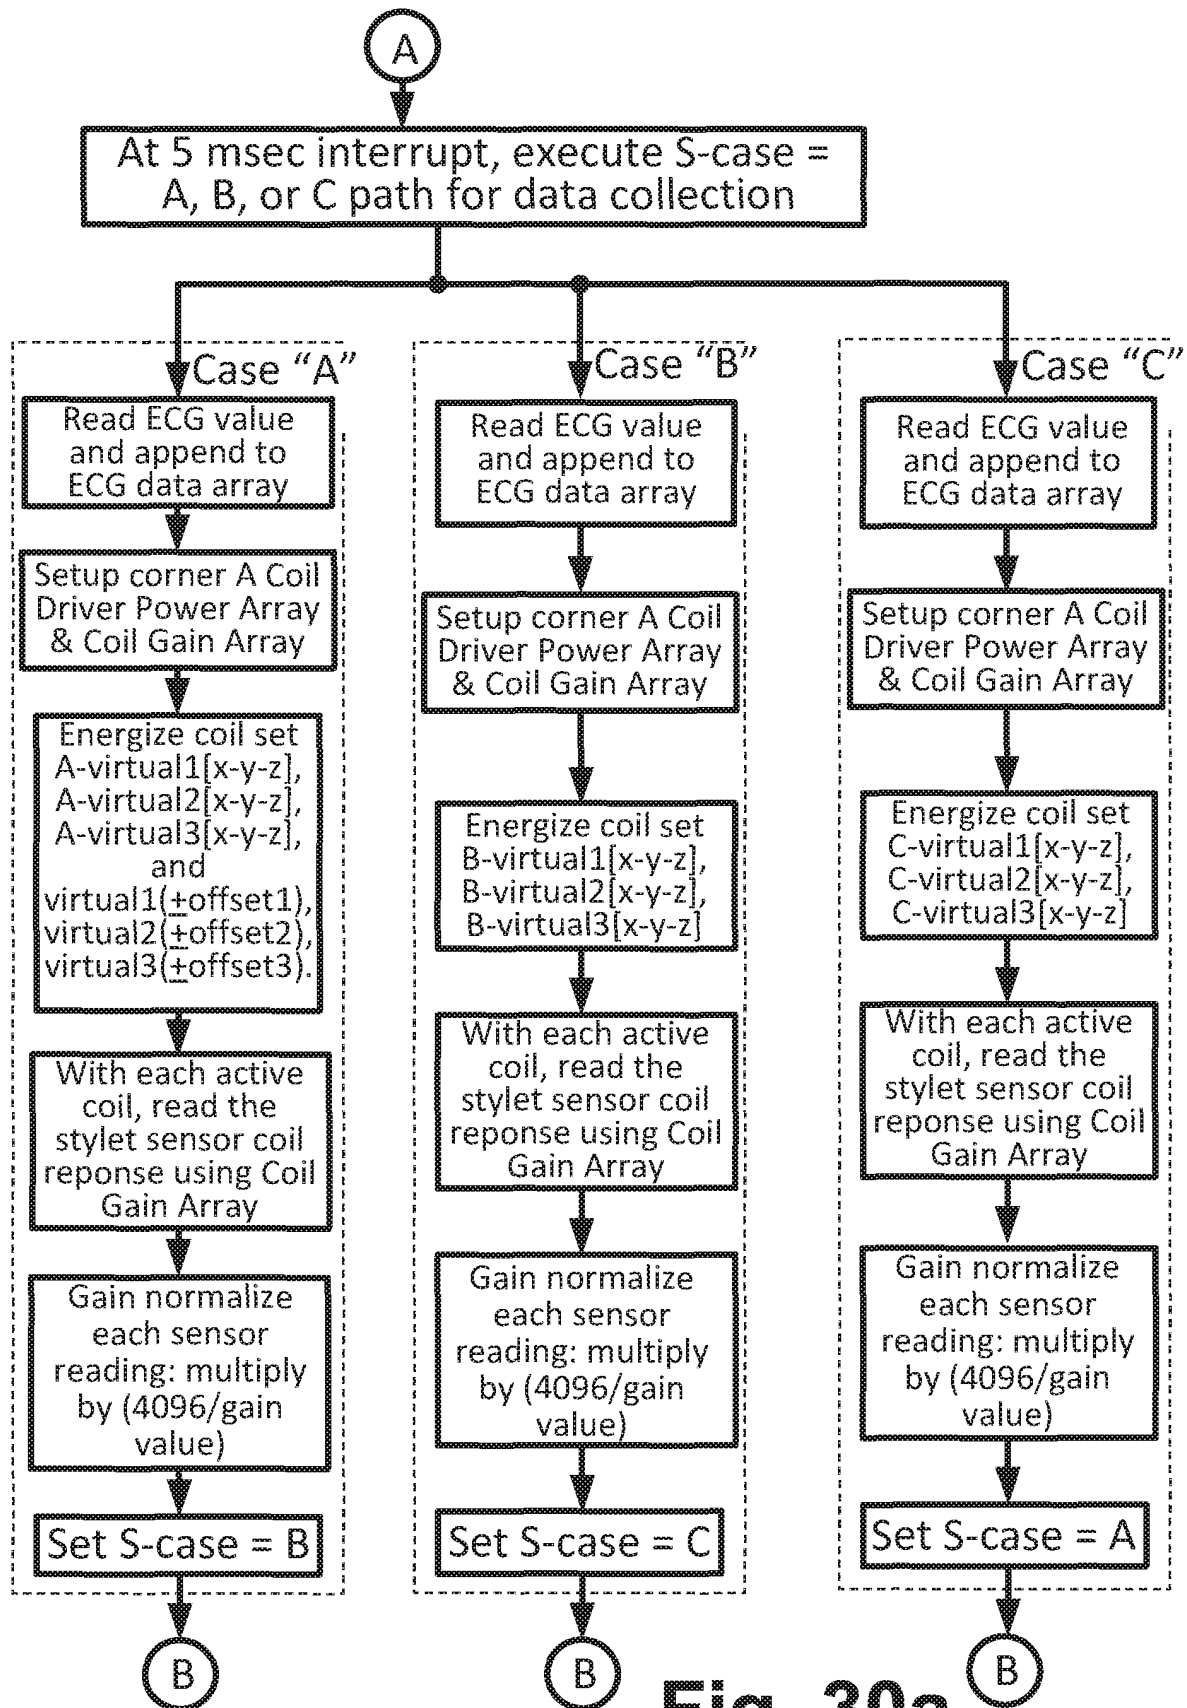 A
At 5 msec interrupt, execute S-case =
A, B, or C path for data collection
Case “A”
Read ECG value
and append to
ECG data array
Setup corner A Coil
Driver Power Array
& Coil Gain Array
Energize coil set
A-virtual1[x-y-z],
A-virtual2[x-y-z],
A-virtual3[x-y-z],
and
virtual1(±offset1),
virtual2(±offset2),
virtual3(±offset3).
With each active
coil, read the
stylet sensor coil
reponse using Coil
Gain Array
Gain normalize
each sensor
reading: multiply
by (4096/gain
value)
Set S-case = B
B
Case “B”
Read ECG value
and append to
ECG data array
Setup corner A Coil
Driver Power Array
& Coil Gain Array
Energize coil set
B-virtual1[x-y-z],
B-virtual2[x-y-z],
B-virtual3[x-y-z]
With each active
coil, read the
stylet sensor coil
reponse using Coil
Gain Array
Gain normalize
each sensor
reading: multiply
by (4096/gain
value)
Set S-case = C
B
Case “C”
Read ECG value
and append to
ECG data array
Setup corner A Coil
Driver Power Array
& Coil Gain Array
Energize coil set
C-virtual1[x-y-z],
C-virtual2[x-y-z],
C-virtual3[x-y-z]
With each active
coil, read the
stylet sensor coil
reponse using Coil
Gain Array
Gain normalize
each sensor
reading: multiply
by (4096/gain
value)
Set S-case = A
B
Fig. 30a